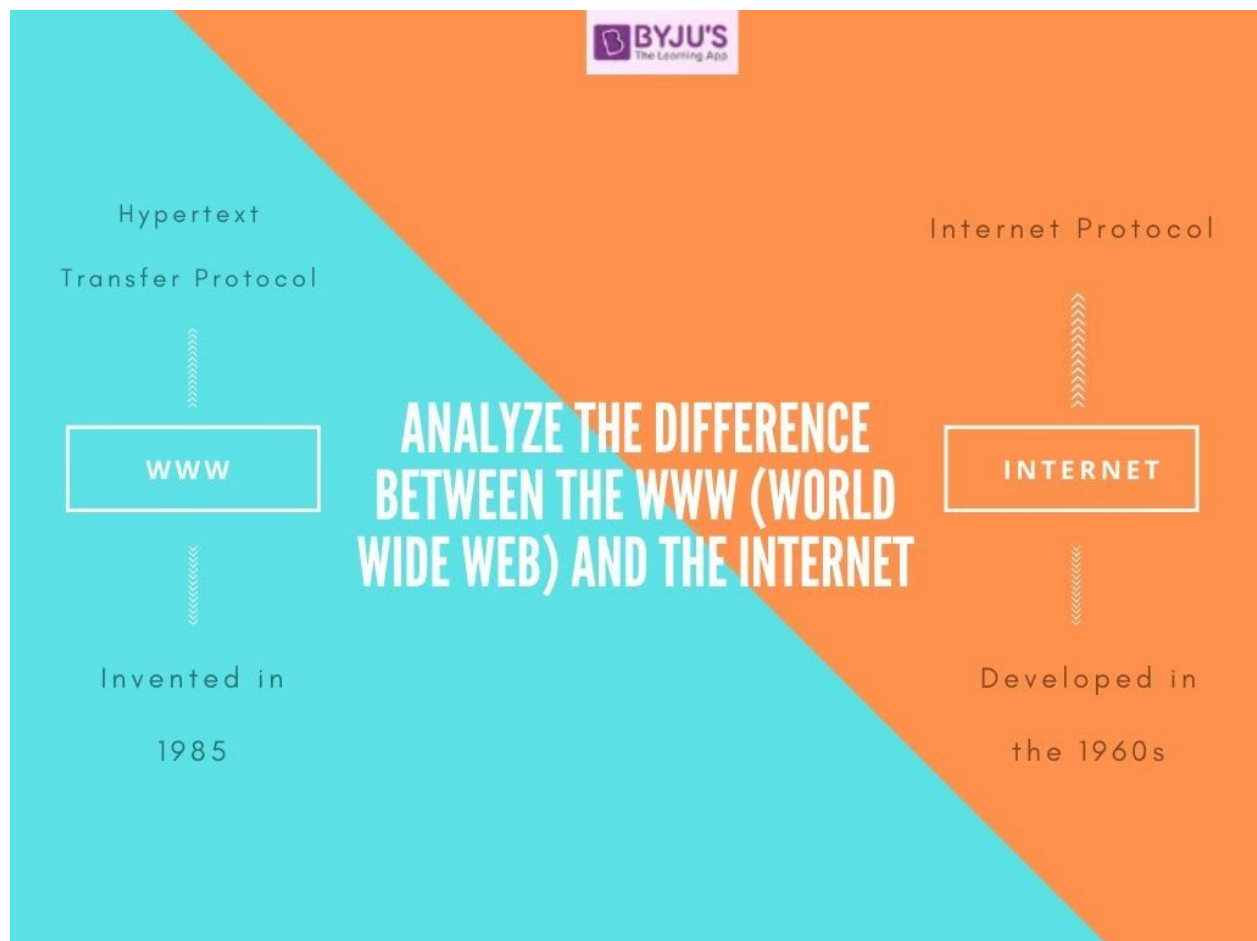 BYJU'S
The Learning App
Hypertext
Transfer Protocol
WWW
Invented in
1985
ANALYZE THE DIFFERENCE
BETWEEN THE WWW (WORLD
WIDE WEB) AND THE INTERNET
Internet Protocol
INTERNET
Developed in
the 1960s